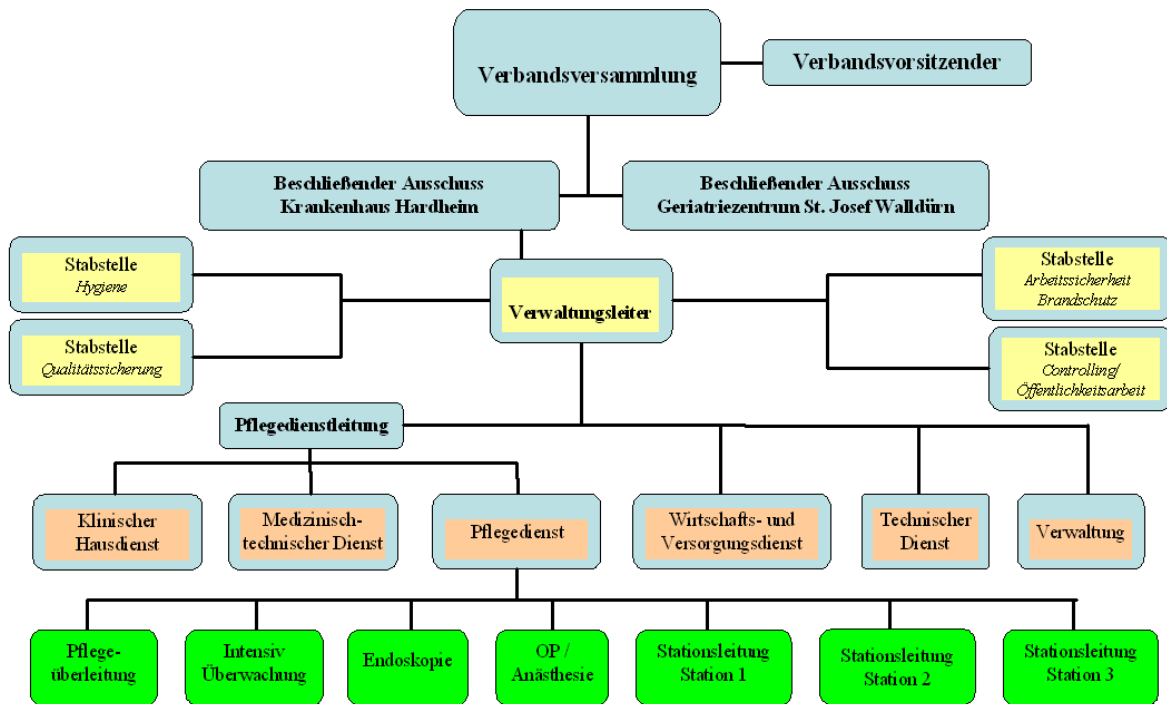 Verbandsversammlung
Verbandsvorsitzender
Beschließender Ausschuss
Krankenhaus Hardheim
Beschließender Ausschuss
Geriatriezentrum St. Josef Walldürn
Stabstelle
Hygiene
Stabstelle
Qualitätssicherung
Verwaltungsleiter
Stabstelle
Arbeitssicherheit
Brandschutz
Stabstelle
Controlling/
Öffentlichkeitsarbeit
Pflegedienstleitung
Klinischer
Hausdienst
Medizinisch-
technischer Dienst
Pflegedienst
Wirtschafts- und
Versorgungsdienst
Technischer
Dienst
Verwaltung
Pflege-
überleitung
Intensiv
Überwachung
Endoskopie
OP /
Anästhesie
Stationsleitung
Station 1
Stationsleitung
Station 2
Stationsleitung
Station 3